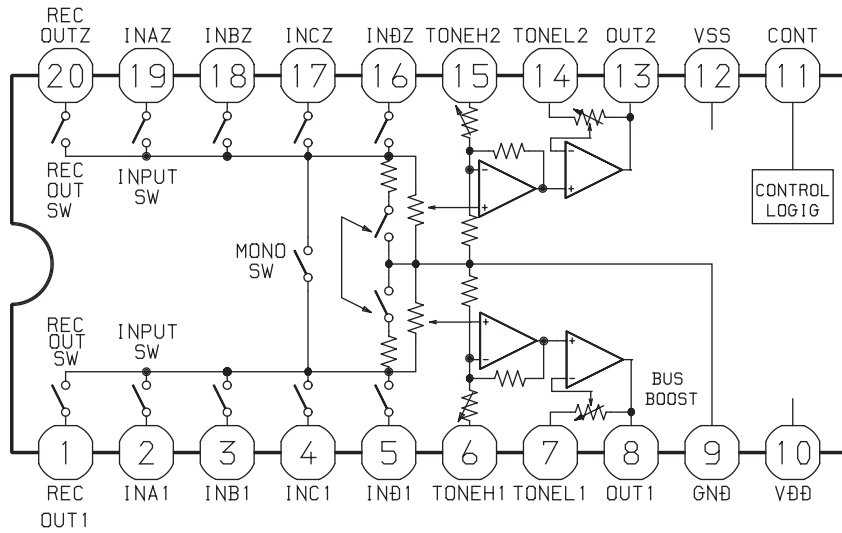 REC
OUTZ INAZ INBZ INCZ INĐZ TONEH2 TONEL2 OUT2 VSS CONT
20 19 18 17 16 15 14 13 12 11
REC
OUT
SW
INPUT
SW
CONTROL
LOGIG
MONO
SW
REC
OUT
SW
INPUT
SW
BUS
BOOST
1 2 3 4 5 6 7 8 9 10
REC
OUT1
INA1 INB1 INC1 INĐ1 TONEH1 TONEL1 OUT1 GNĐ VĐĐ